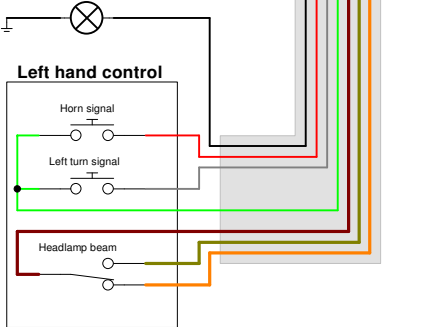 Left hand control
Horn signal
Left turn signal
Headlamp beam